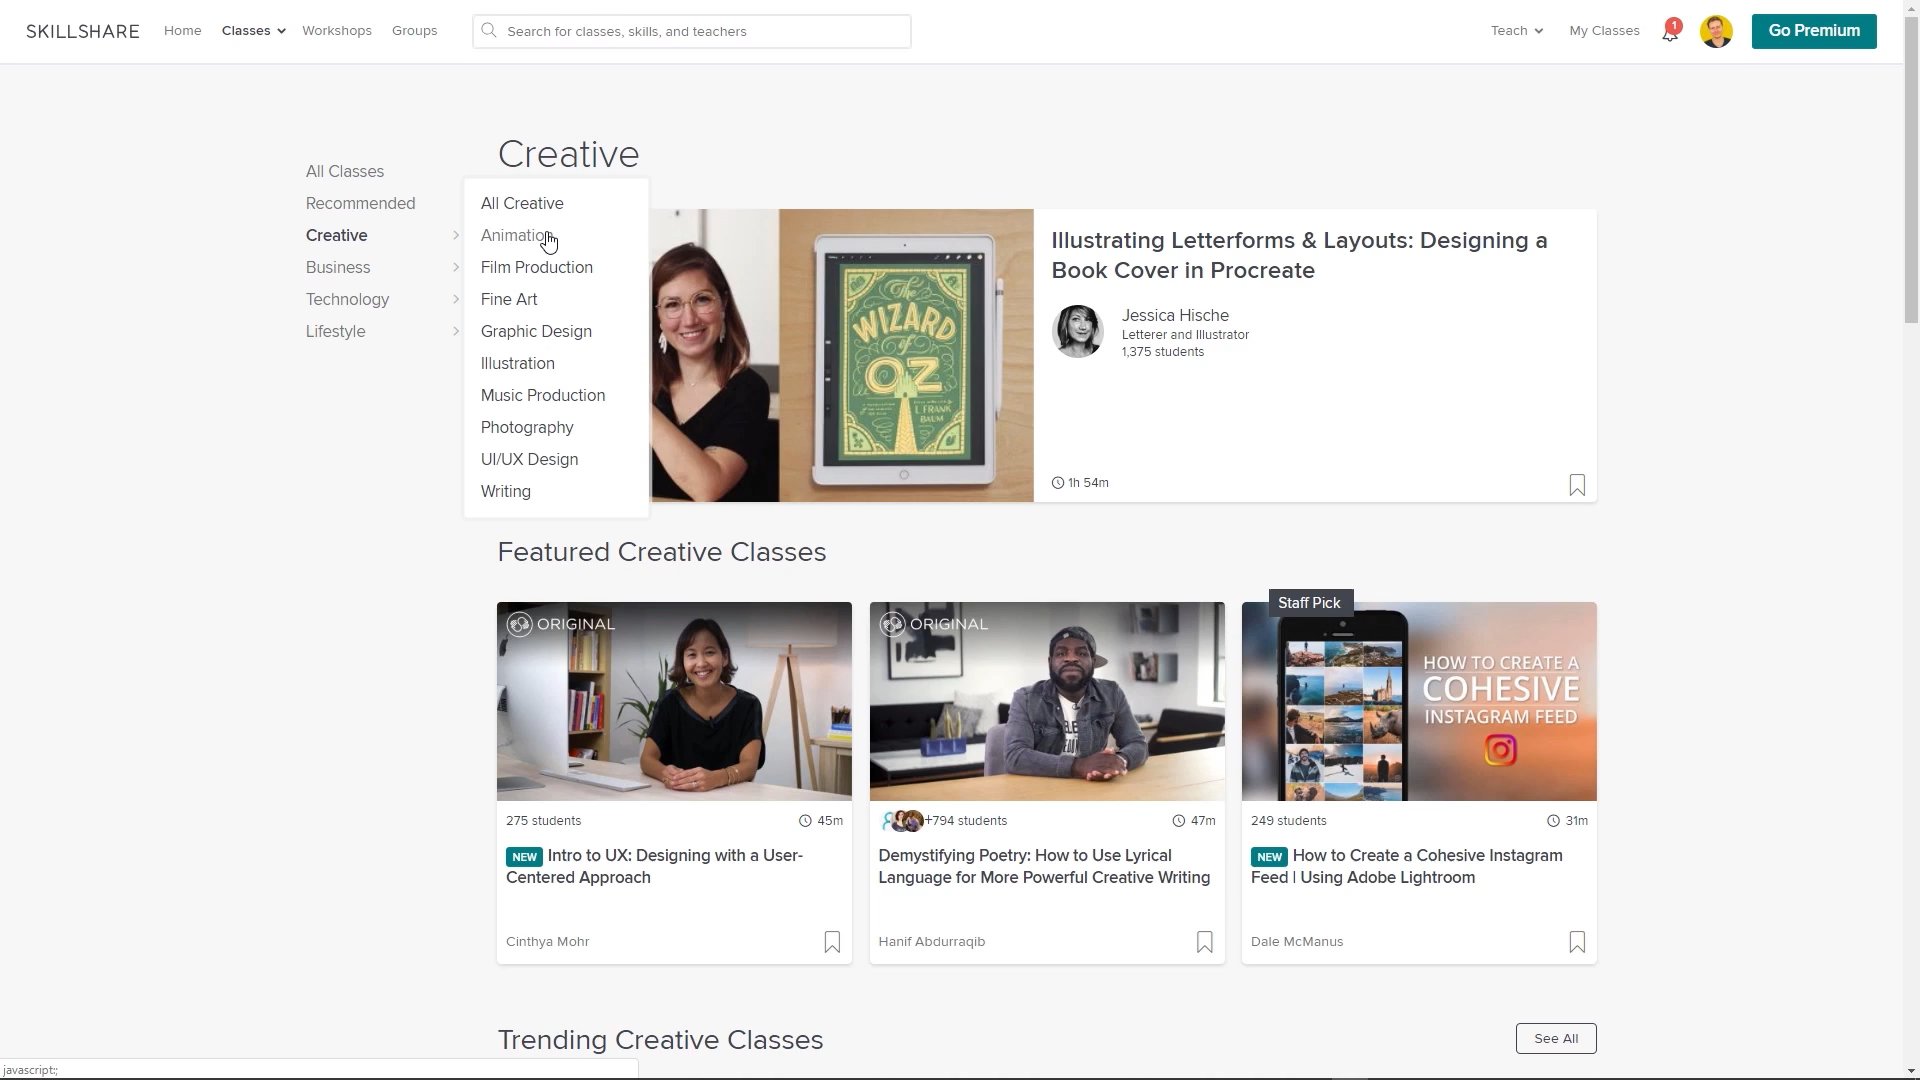 SKILLSHARE
Home
Classes
Workshops
Groups
Search for classes, skills, and teachers
Teach
My Classes
1
Go Premium
Creative
All Classes
Recommended
Creative
Business
Technology
Lifestyle
All Creative
Animation
Film Production
Fine Art
Graphic Design
Illustration
Music Production
Photography
UI/UX Design
Writing
The
WIZARD
of
OZ
L. FRANK
BAUM
Illustrating Letterforms & Layouts: Designing a
Book Cover in Procreate
Jessica Hische
Letterer and Illustrator
1,375 students
1h 54m
Featured Creative Classes
ORIGINAL
275 students
45m
NEW Intro to UX: Designing with a User-
Centered Approach
Cinthya Mohr
ORIGINAL
+794 students
47m
Demystifying Poetry: How to Use Lyrical
Language for More Powerful Creative Writing
Hanif Abdurraqib
Staff Pick
HOW TO CREATE A
COHESIVE
INSTAGRAM FEED
249 students
31m
NEW How to Create a Cohesive Instagram
Feed | Using Adobe Lightroom
Dale McManus
Trending Creative Classes
See All
javascript:;